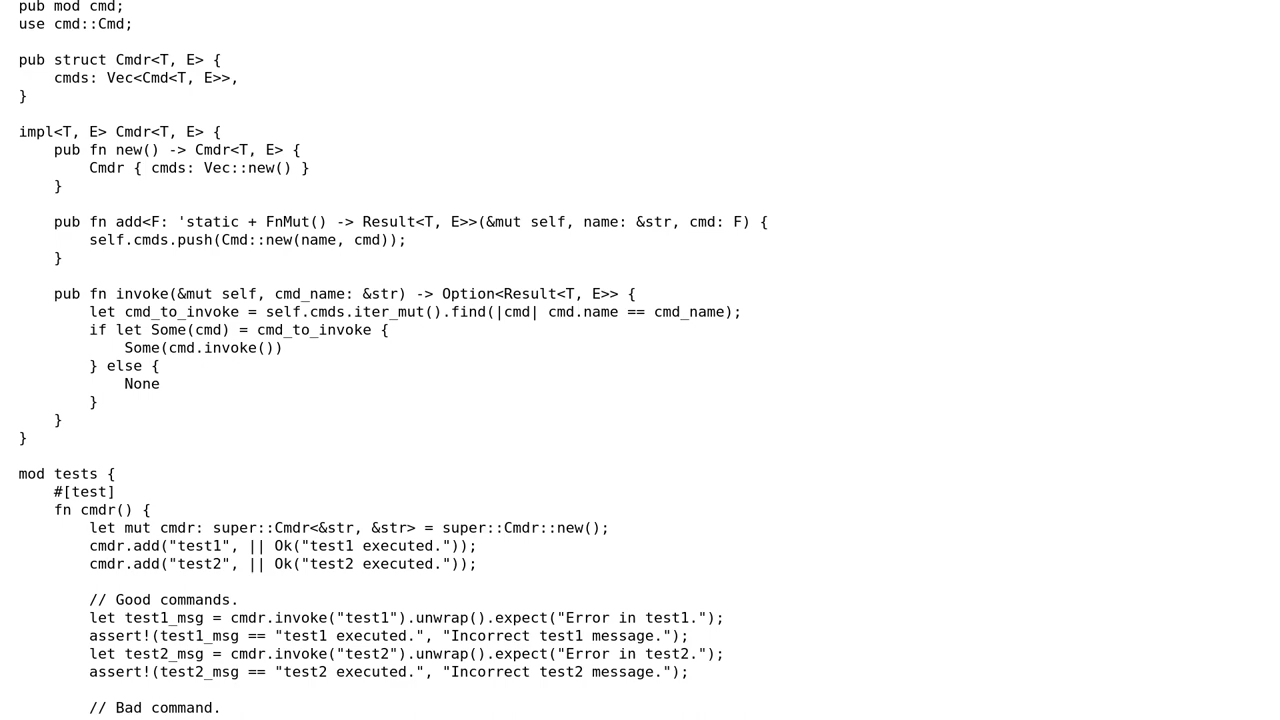 pub mod cmd;
use cmd::Cmd;

pub struct Cmdr<T, E> {
    cmds: Vec<Cmd<T, E>>,
}

impl<T, E> Cmdr<T, E> {
    pub fn new() -> Cmdr<T, E> {
        Cmdr { cmds: Vec::new() }
    }

    pub fn add<F: 'static + FnMut() -> Result<T, E>>(&mut self, name: &str, cmd: F) {
        self.cmds.push(Cmd::new(name, cmd));
    }

    pub fn invoke(&mut self, cmd_name: &str) -> Option<Result<T, E>> {
        let cmd_to_invoke = self.cmds.iter_mut().find(|cmd| cmd.name == cmd_name);
        if let Some(cmd) = cmd_to_invoke {
            Some(cmd.invoke())
        } else {
            None
        }
    }
}

mod tests {
    #[test]
    fn cmdr() {
        let mut cmdr: super::Cmdr<&str, &str> = super::Cmdr::new();
        cmdr.add("test1", || Ok("test1 executed."));
        cmdr.add("test2", || Ok("test2 executed."));

        // Good commands.
        let test1_msg = cmdr.invoke("test1").unwrap().expect("Error in test1.");
        assert!(test1_msg == "test1 executed.", "Incorrect test1 message.");
        let test2_msg = cmdr.invoke("test2").unwrap().expect("Error in test2.");
        assert!(test2_msg == "test2 executed.", "Incorrect test2 message.");

        // Bad command.